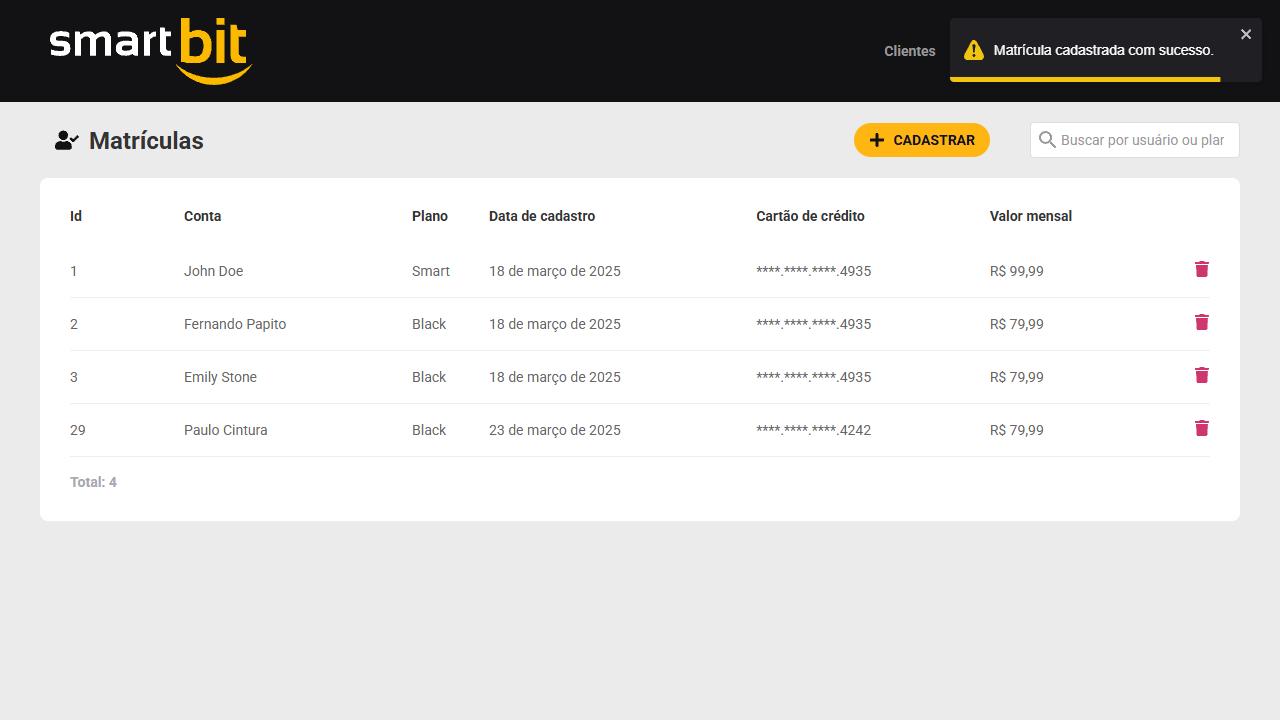 smartbit
Clientes
Matrícula cadastrada com sucesso.
Matrículas
CADASTRAR
Buscar por usuário ou plar
Id Conta Plano Data de cadastro Cartão de crédito Valor mensal
1 John Doe Smart 18 de março de 2025 ****.****.****.4935 R$ 99,99
2 Fernando Papito Black 18 de março de 2025 ****.****.****.4935 R$ 79,99
3 Emily Stone Black 18 de março de 2025 ****.****.****.4935 R$ 79,99
29 Paulo Cintura Black 23 de março de 2025 ****.****.****.4242 R$ 79,99
Total: 4